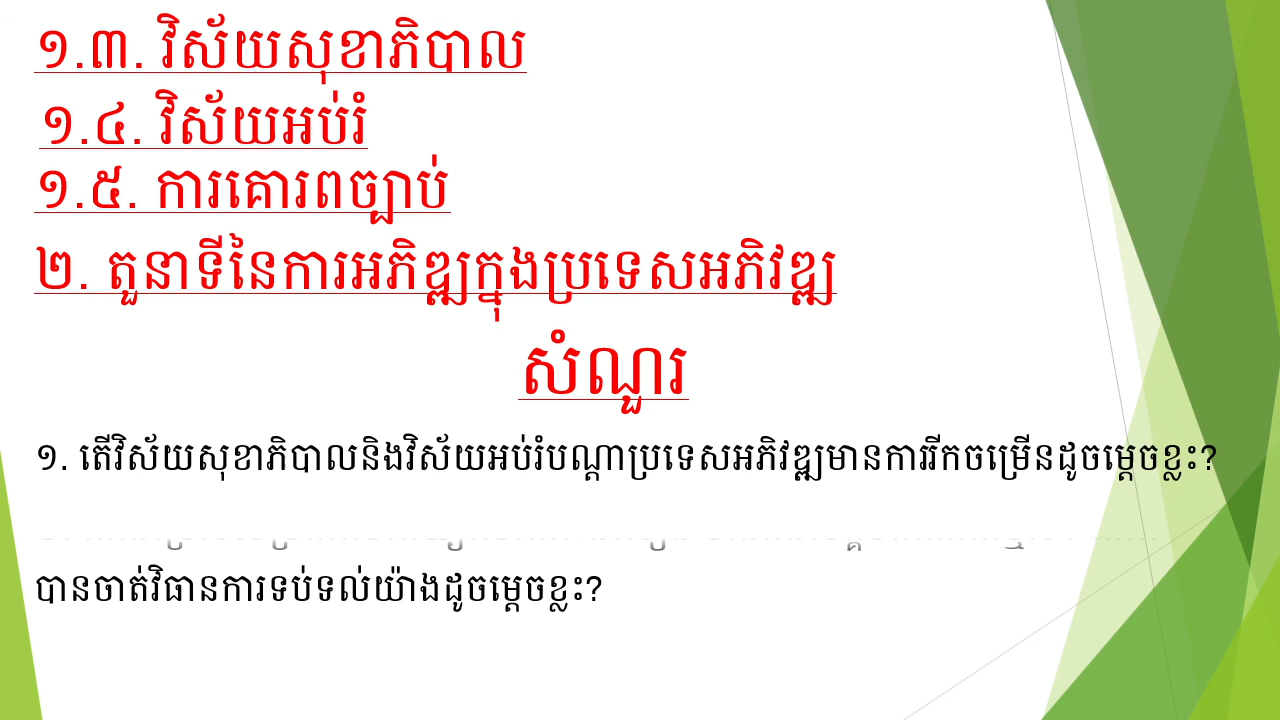 ១.៣. វិស័យសុខាភិបាល
១.៤. វិស័យអប់រំ
១.៥. ការគោរពច្បាប់
២. តួនាទីនៃការអភិឌ្ឍក្នុងប្រទេសអភិវឌ្ឍ
សំណួរ
១. តើវិស័យសុខាភិបាលនិងវិស័យអប់រំបណ្ដាប្រទេសអភិវឌ្ឍមានការរីកចម្រើនដូចម្ដេចខ្លះ?
បានចាត់វិធានការទប់ទល់យ៉ាងដូចម្ដេចខ្លះ?